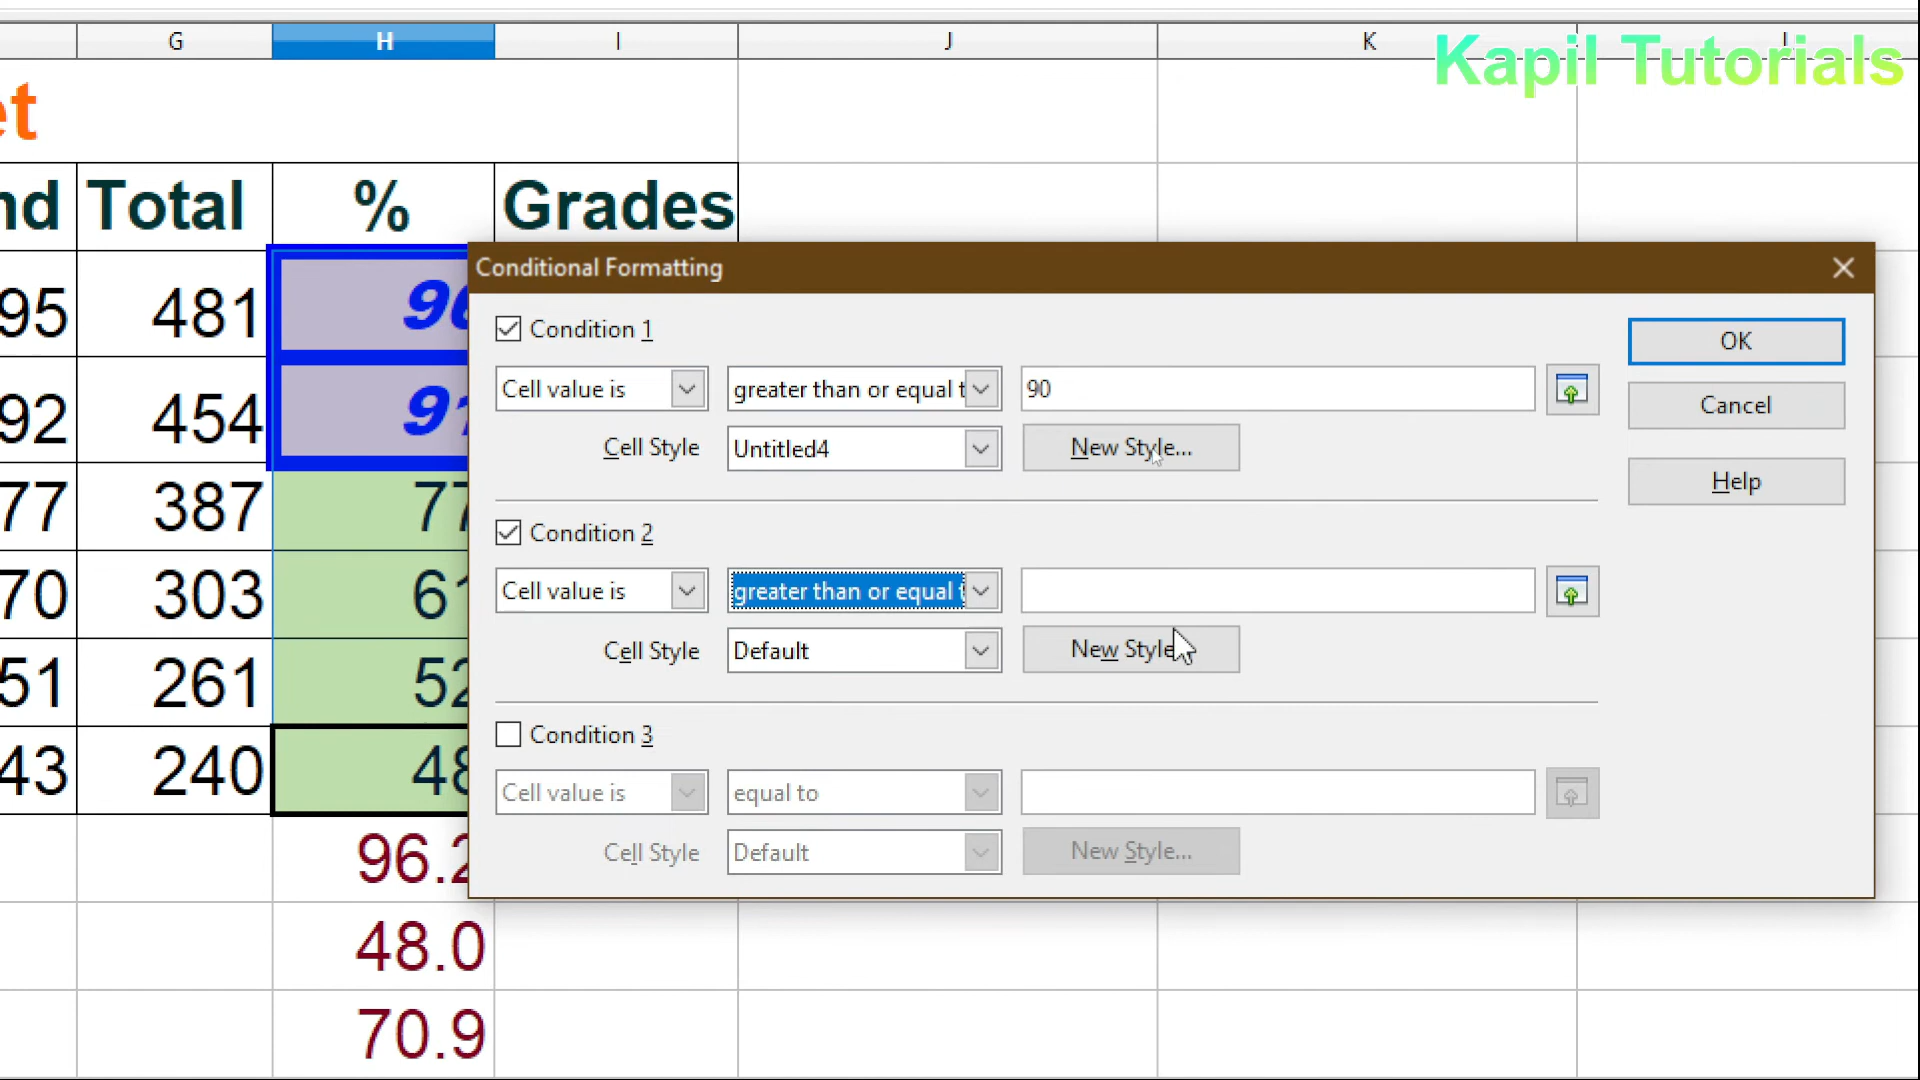 G H I J K L
Kapil Tutorials
et
nd Total % Grades
95 481 96
92 454 91
77 387 77
70 303 61
51 261 52
43 240 48
96.2
48.0
70.9
Conditional Formatting
Condition 1
Cell value is greater than or equal t 90
Cell Style Untitled4 New Style...
Condition 2
Cell value is greater than or equal t
Cell Style Default New Style
Condition 3
Cell value is equal to
Cell Style Default New Style...
OK
Cancel
Help